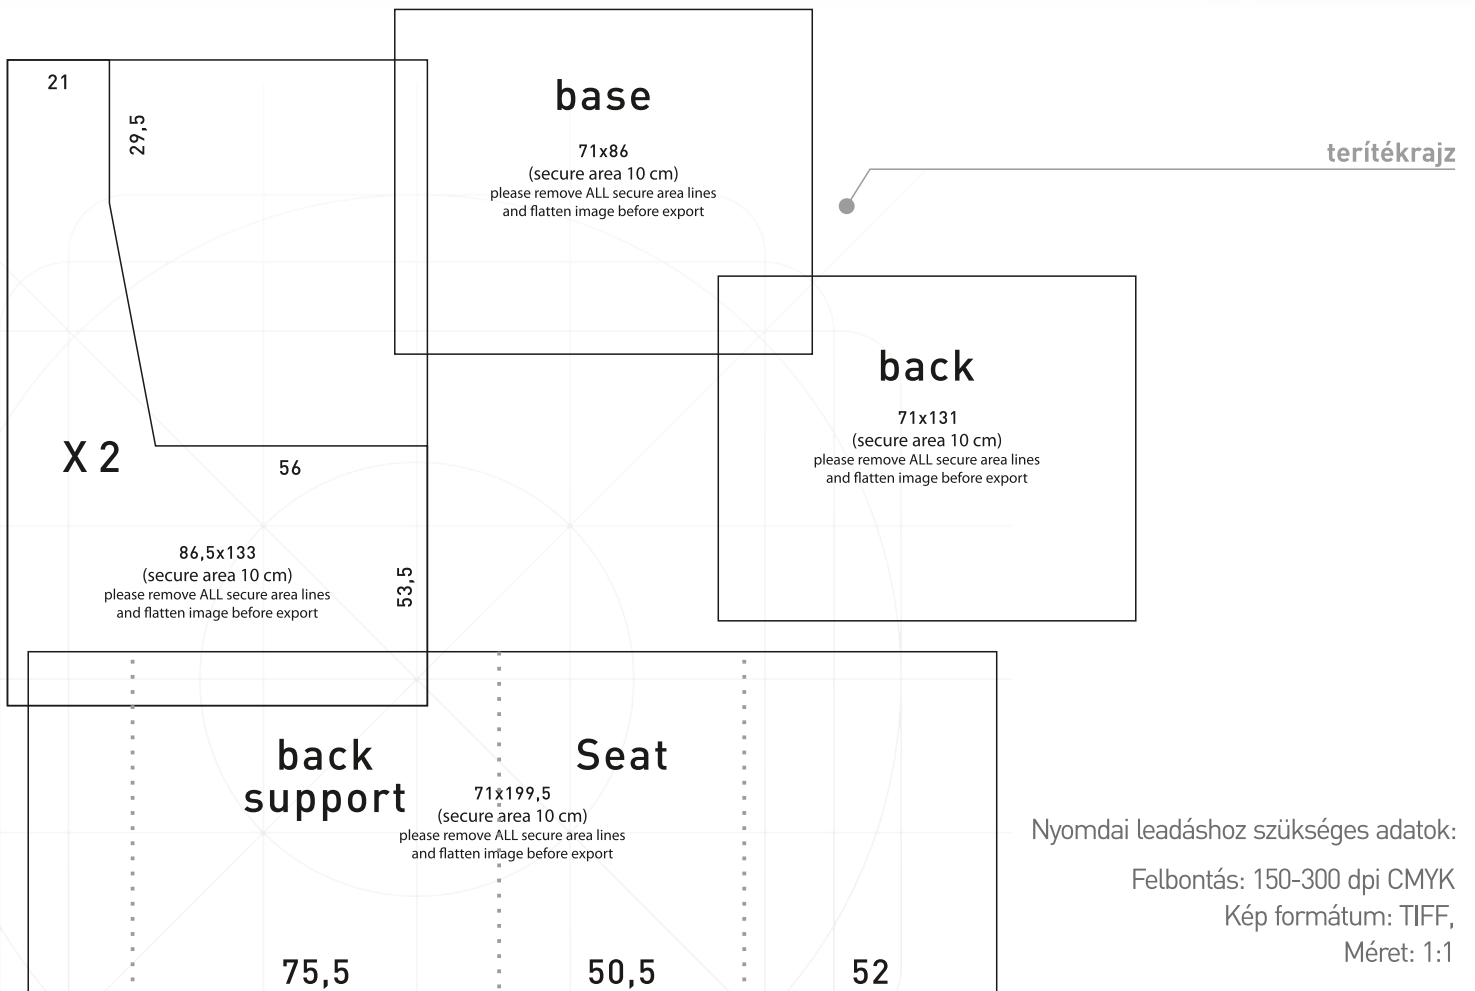 21
29,5
base
71x86
(secure area 10 cm)
please remove ALL secure area lines
and flatten image before export
terítékrajz
back
71x131
(secure area 10 cm)
please remove ALL secure area lines
and flatten image before export
X 2
56
86,5x133
(secure area 10 cm)
please remove ALL secure area lines
and flatten image before export
53,5
back
support
Seat
71x199,5
(secure area 10 cm)
please remove ALL secure area lines
and flatten image before export
75,5
50,5
52
Nyomdai leadáshoz szükséges adatok:
Felbontás: 150-300 dpi CMYK
Kép formátum: TIFF,
Méret: 1:1